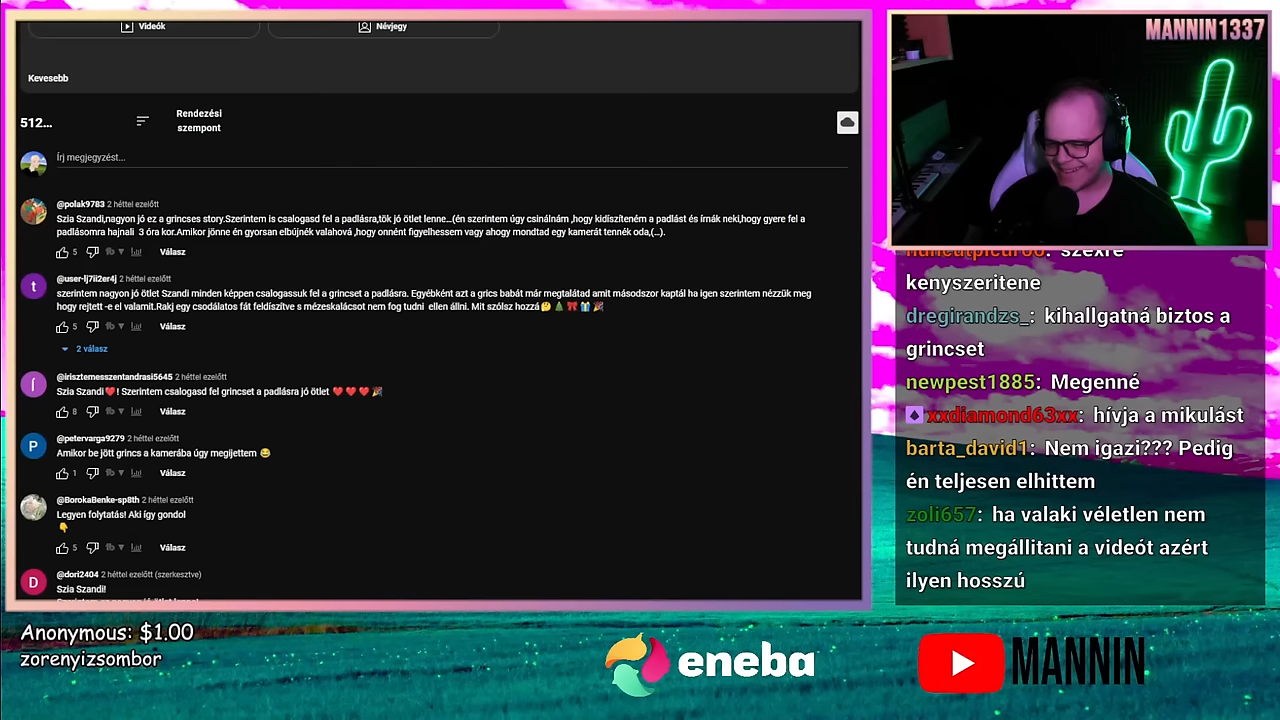 Videók
Névjegy
Kevesebb
512...
Rendezési
szempont
Írj megjegyzést...
@polak9783 2 héttel ezelőtt
Szia Szandi,nagyon jó ez a grincses story.Szerintem is csalogasd fel a padlásra,tök jó ötlet lenne...(én szerintem úgy csinálnám ,hogy kidíszíteném a padlást és írnák neki,hogy gyere fel a
padlásomra hajnali 3 óra kor.Amikor jönne én gyorsan elbújnék valahová ,hogy onnént figyelhessem vagy ahogy mondtad egy kamerát tennék oda,(...).
5
Válasz
t
@user-lj7ii2er4j 2 héttel ezelőtt
szerintem nagyon jó ötlet Szandi minden képpen csalogassuk fel a grincset a padlásra. Egyébként azt a grics babát már megtalátad amit másodszor kaptál ha igen szerintem nézzük meg
hogy rejtett -e el valamit.Rakj egy csodálatos fát feldíszítve s mézeskalácsot nem fog tudni ellen állni. Mit szólsz hozzá🤔🎄🎀🎁🎉
5
Válasz
2 válasz
Í
@irisztemesszentandrasi5645 2 héttel ezelőtt
Szia Szandi❤️! Szerintem csalogasd fel grincset a padlásra jó ötlet ❤️❤️❤️🎉
8
Válasz
P
@petervarga9279 2 héttel ezelőtt
Amikor be jött grincs a kamerába úgy megijettem 😂
1
Válasz
@BorokaBenke-sp8th 2 héttel ezelőtt
Legyen folytatás! Aki így gondol
👇
5
Válasz
D
@dori2404 2 héttel ezelőtt (szerkesztve)
Szia Szandi!
MANNIN1337
: szexre
kenyszeritene
dregirandzs_: kihallgatná biztos a
grincset
newpest1885: Megenné
xxdiamond63xx: hívja a mikulást
barta_david1: Nem igazi??? Pedig
én teljesen elhittem
zoli657: ha valaki véletlen nem
tudná megállitani a videót azért
ilyen hosszú
Anonymous: $1.00
zorenyizsombor
eneba
MANNIN